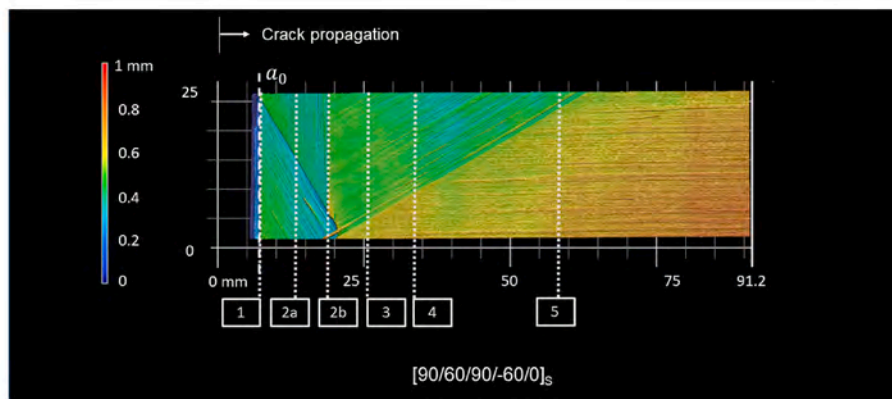 Crack propagation
1 mm
0.8
0.6
0.4
0.2
0
a₀
25
0
0 mm 25 50 75 91.2
1 2a 2b 3 4 5
[90/60/90/-60/0]ₛ